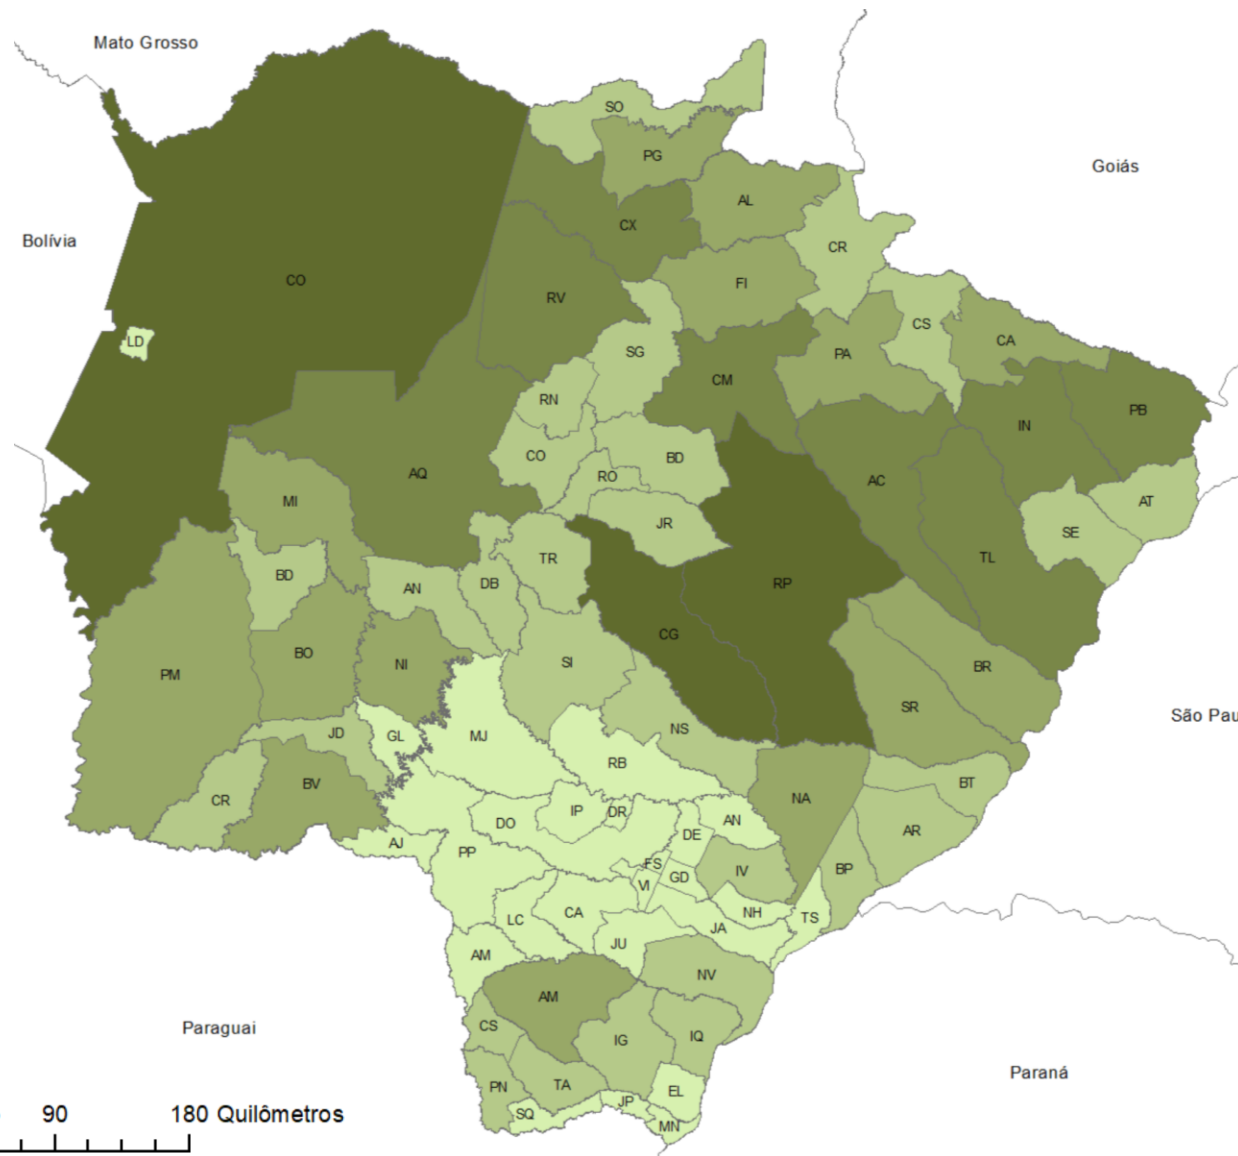 Mato Grosso
SO
PG
Goiás
AL
CX
Bolívia
CR
CO
FI
RV
CS
LD
CA
SG
PA
CM
RN
PB
IN
CO
BD
AQ
RO
AC
MI
AT
JR
SE
TR
TL
BD
DB
RP
AN
CG
BO
SI
NI
BR
PM
SR
São Pau
NS
JD
GL
MJ
RB
BT
BV
NA
CR
IP
DR
AN
DO
AR
DE
AJ
PP
FS
BP
IV
GD
VI
CA
NH
LC
TS
JA
JU
AM
NV
AM
CS
Paraguai
IQ
IG
Paraná
PN
TA
EL
JP
90
180 Quilômetros
SQ
MN